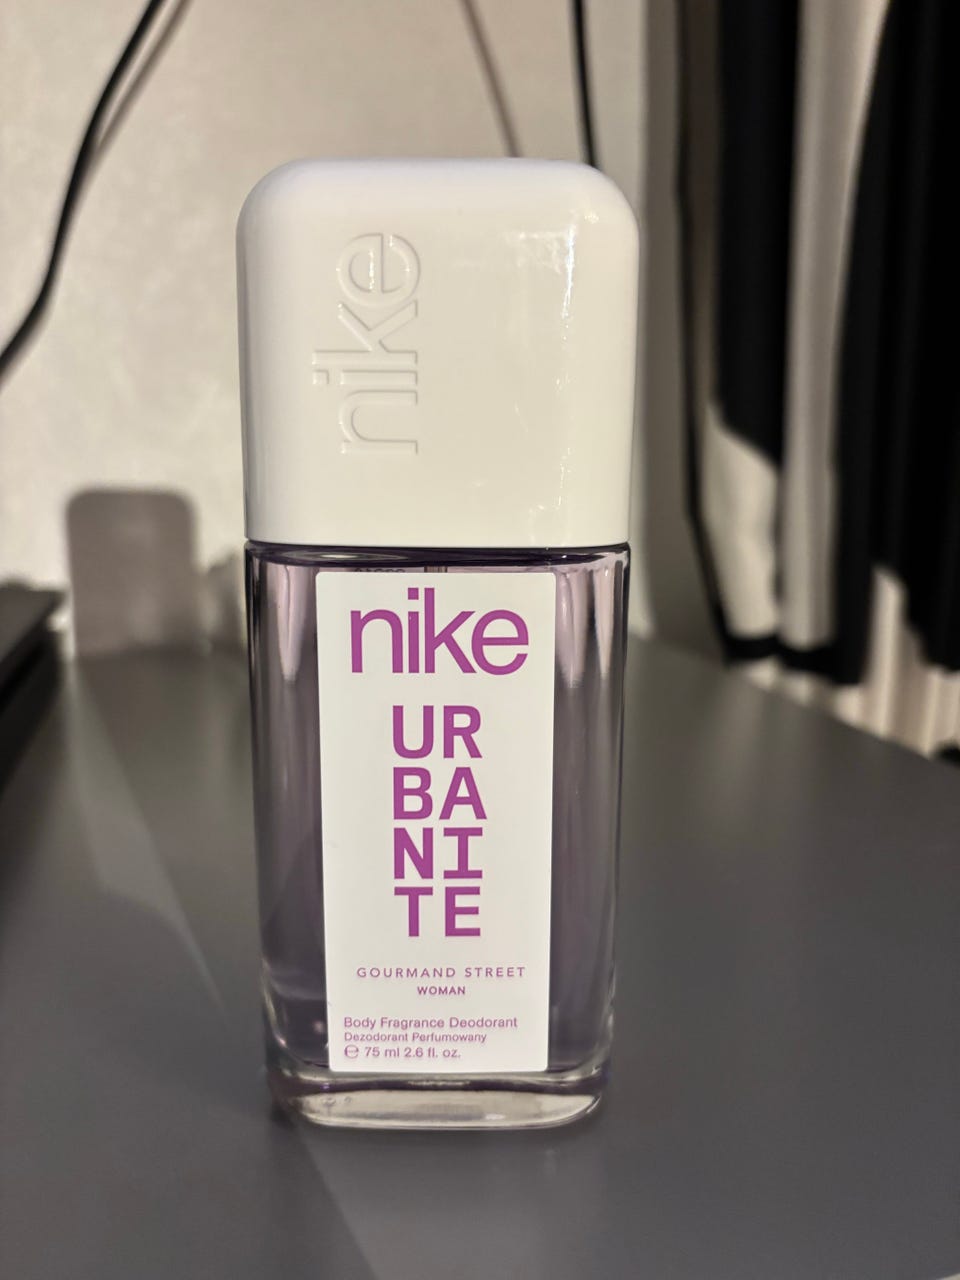 nike
nike
UR
BA
NI
TE
GOURMAND STREET
WOMAN
Body Fragrance Deodorant
Dezodorant Perfumowany
℮ 75 ml 2.6 fl. oz.